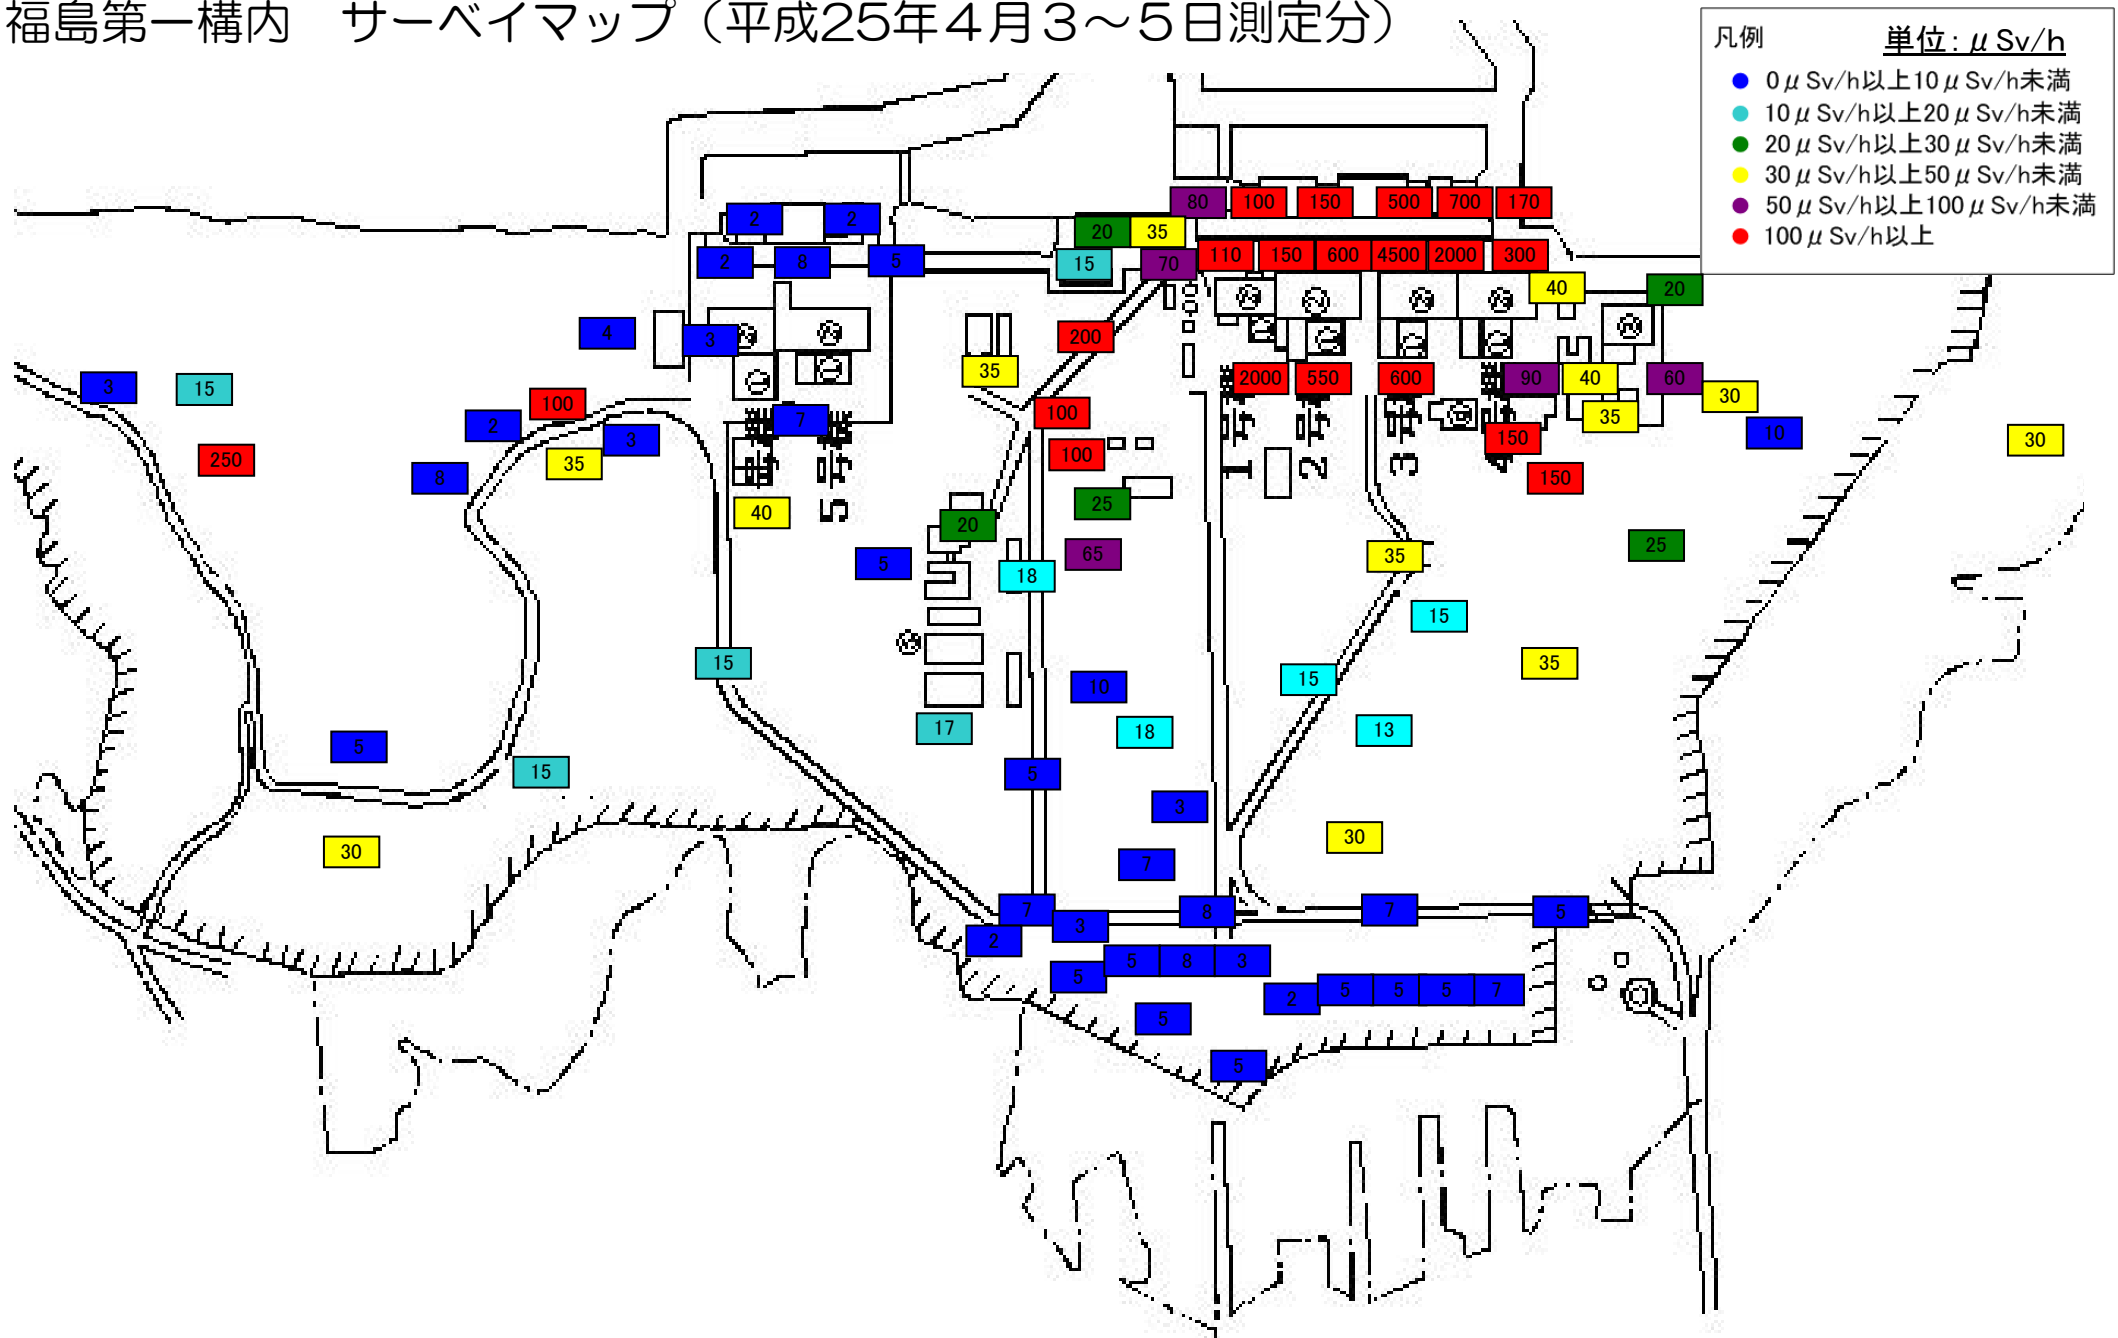 福島第一構内 サーベイマップ（平成25年４月３～５日測定分）
凡例 単位：μSv/h
0μSv/h以上10μSv/h未満
10μSv/h以上20μSv/h未満
20μSv/h以上30μSv/h未満
30μSv/h以上50μSv/h未満
50μSv/h以上100μSv/h未満
100μSv/h以上
80 100 150 500 700 170
2 2
20 35
110 150 600 4500 2000 300
2 8 5 15 70
40 20
4 3 200
35
2000 550 600 90 40 60
3 15
30
100 100
35
2 7
3
10
150
30
100
250 35
8 150
25
40
20
25
65 35
5
18
15
15 35
15
10
17 18 13
5
15 5
3
30
30
7
7 8 7 5
3
2
5 8 3
5
5 5 5 7
2
5
5
1号
2号
3号
4
5号